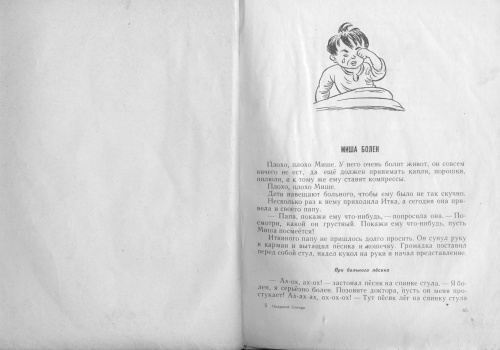 МИША БОЛЕН
Плохо, плохо Мише. У него очень болит живот, он совсем
ничего не ест, да ещё должен принимать капли, порошки,
пилюли, а к тому же ему ставят компрессы.
Плохо, плохо Мише.
Дети навещают больного, чтобы ему было не так скучно.
Несколько раз к нему приходила Итка, а сегодня она при-
вела и своего папу.
— Папа, покажи ему что-нибудь, — попросила она. — По-
смотри, какой он грустный. Покажи ему что-нибудь, пусть
Миша посмеётся!
Иткиного папу не пришлось долго просить. Он сунул руку
в карман и вытащил пёсика и кошечку. Громадка поставил
перед собой стул, надел кукол на руки и начал представление.
Про больного пёсика
— Ах-ох, ах-ох! — застонал пёсик на спинке стула. — Я бо-
лен, я серьёзно болен. Позовите доктора, пусть он меня про-
стукает! Ах-ах-ах, ох-ох-ох! — Тут пёсик лёг на спинку стула